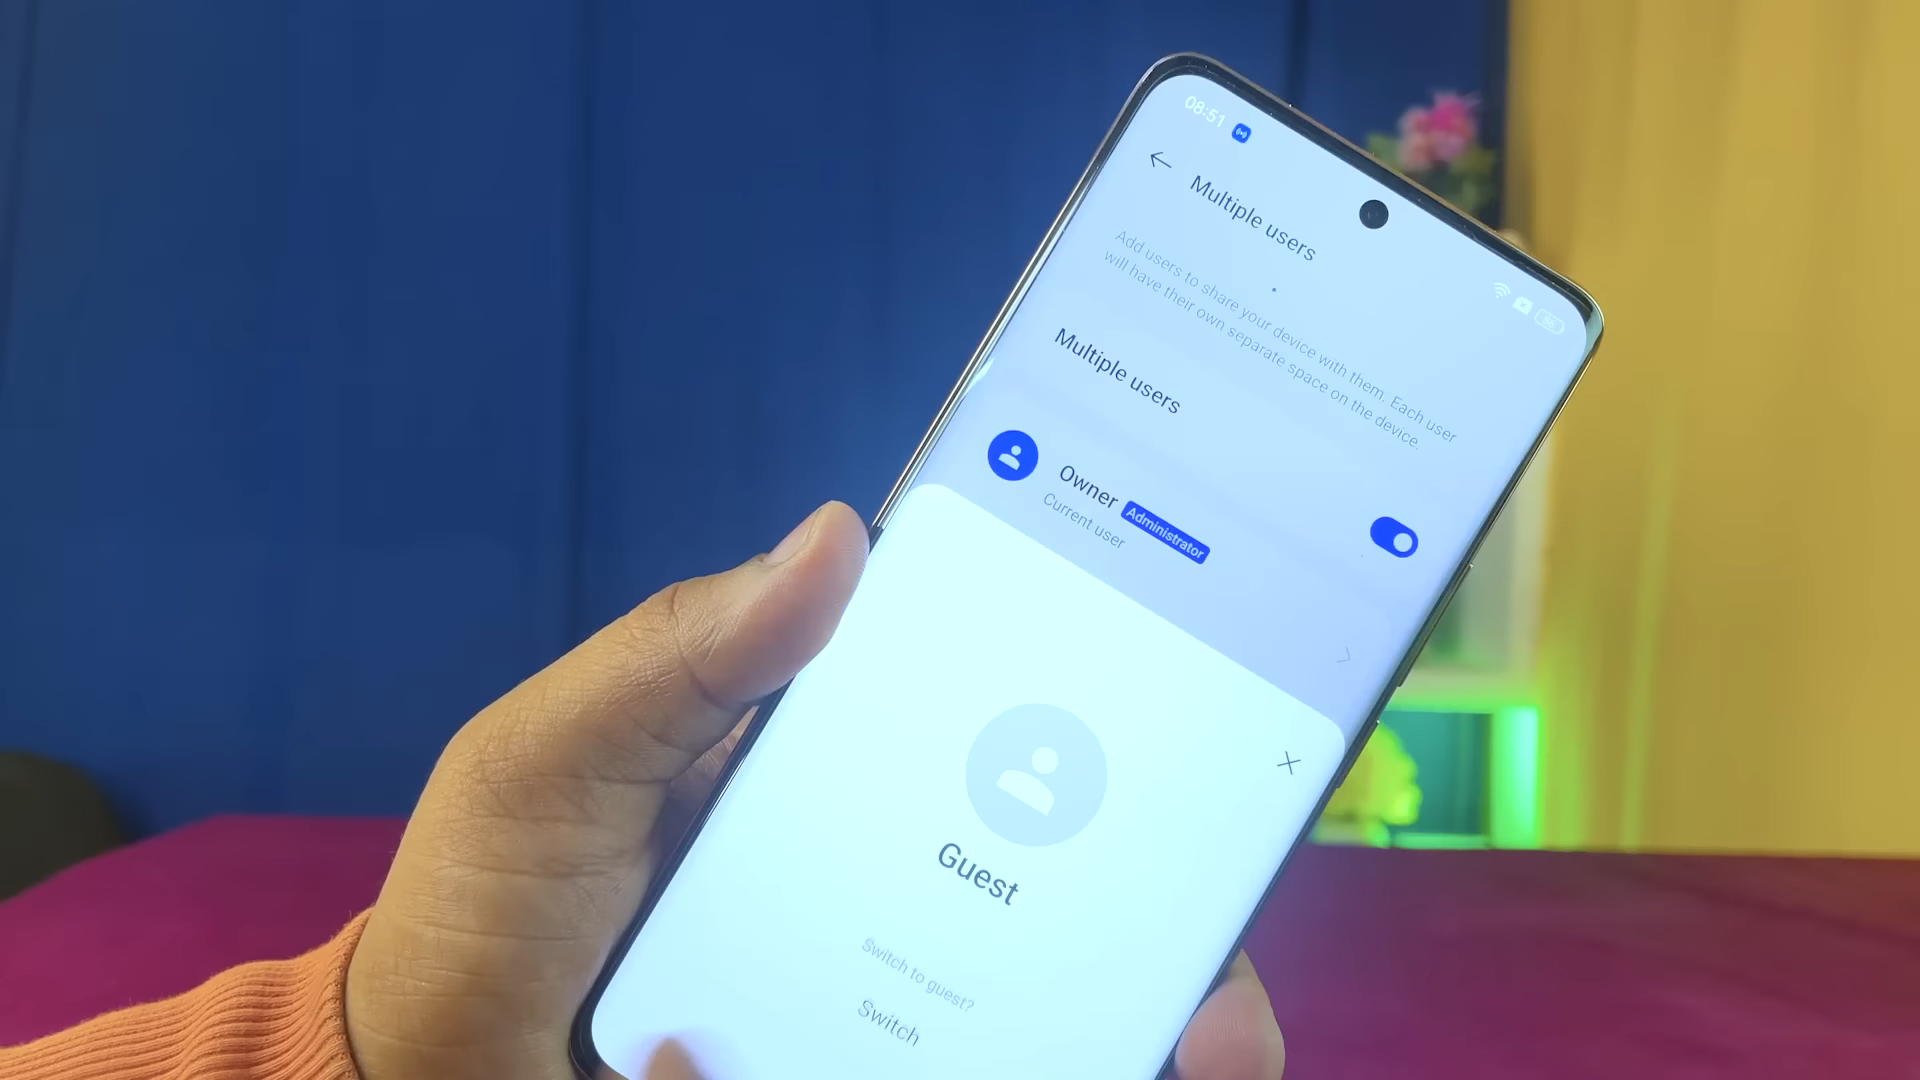 08:51
Multiple users
Add users to share your device with them. Each user
will have their own separate space on the device.
Multiple users
Owner Administrator
Current user
Guest
Switch to guest?
Switch